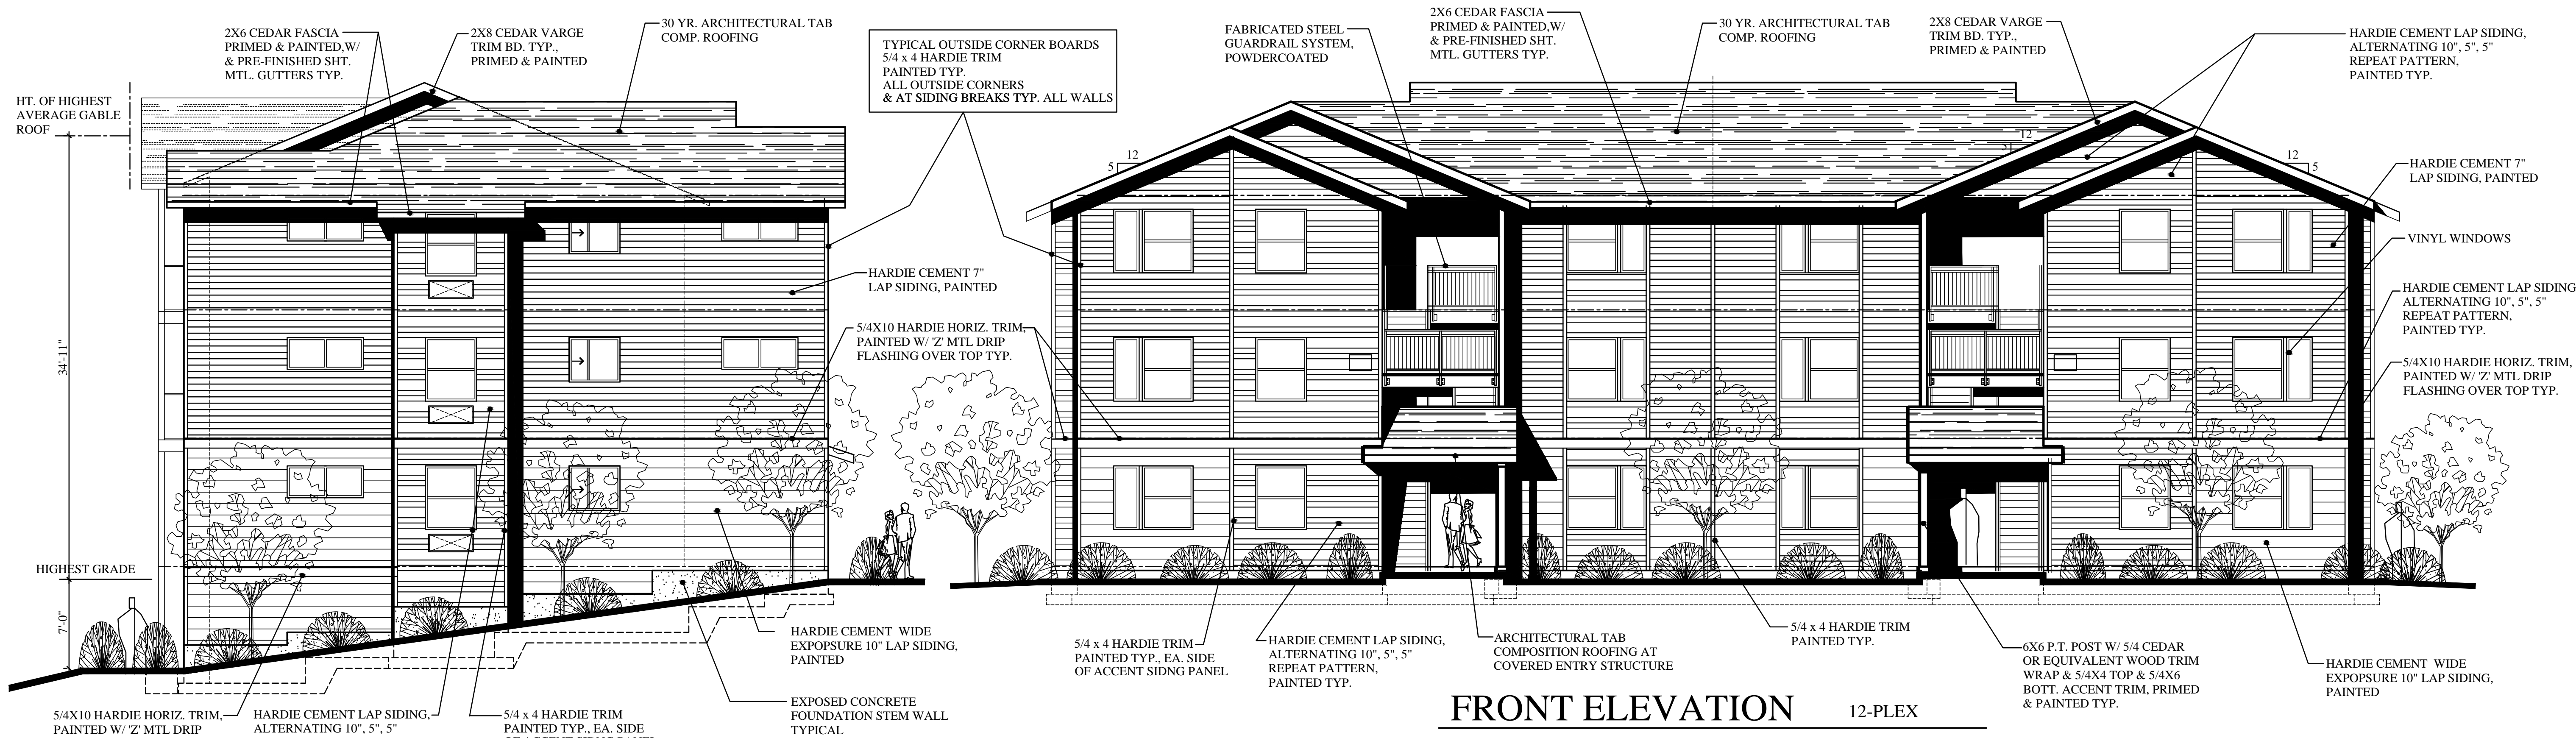 2X6 CEDAR FASCIA
PRIMED & PAINTED,W/
& PRE-FINISHED SHT.
MTL. GUTTERS TYP.
2X8 CEDAR VARGE
TRIM BD. TYP.,
PRIMED & PAINTED
30 YR. ARCHITECTURAL TAB
COMP. ROOFING
HT. OF HIGHEST
AVERAGE GABLE
ROOF
TYPICAL OUTSIDE CORNER BOARDS
5/4 x 4 HARDIE TRIM
PAINTED TYP.
ALL OUTSIDE CORNERS
& AT SIDING BREAKS TYP. ALL WALLS
FABRICATED STEEL
GUARDRAIL SYSTEM,
POWDERCOATED
2X6 CEDAR FASCIA
PRIMED & PAINTED,W/
& PRE-FINISHED SHT.
MTL. GUTTERS TYP.
30 YR. ARCHITECTURAL TAB
COMP. ROOFING
2X8 CEDAR VARGE
TRIM BD. TYP.,
PRIMED & PAINTED
HARDIE CEMENT LAP SIDING,
ALTERNATING 10", 5", 5"
REPEAT PATTERN,
PAINTED TYP.
12
5
12
5
12
5
HARDIE CEMENT 7"
LAP SIDING, PAINTED
VINYL WINDOWS
HARDIE CEMENT LAP SIDING
ALTERNATING 10", 5", 5"
REPEAT PATTERN,
PAINTED TYP.
5/4X10 HARDIE HORIZ. TRIM,
PAINTED W/ 'Z' MTL DRIP
FLASHING OVER TOP TYP.
HARDIE CEMENT 7"
LAP SIDING, PAINTED
5/4X10 HARDIE HORIZ. TRIM,
PAINTED W/ 'Z' MTL DRIP
FLASHING OVER TOP TYP.
34'-11"
HIGHEST GRADE
7'-0"
HARDIE CEMENT WIDE
EXPOPSURE 10" LAP SIDING,
PAINTED
EXPOSED CONCRETE
FOUNDATION STEM WALL
TYPICAL
5/4X10 HARDIE HORIZ. TRIM,
PAINTED W/ 'Z' MTL DRIP
HARDIE CEMENT LAP SIDING,
ALTERNATING 10", 5", 5"
5/4 x 4 HARDIE TRIM
PAINTED TYP., EA. SIDE
5/4 x 4 HARDIE TRIM
PAINTED TYP., EA. SIDE
OF ACCENT SIDNG PANEL
HARDIE CEMENT LAP SIDING,
ALTERNATING 10", 5", 5"
REPEAT PATTERN,
PAINTED TYP.
ARCHITECTURAL TAB
COMPOSITION ROOFING AT
COVERED ENTRY STRUCTURE
5/4 x 4 HARDIE TRIM
PAINTED TYP.
6X6 P.T. POST W/ 5/4 CEDAR
OR EQUIVALENT WOOD TRIM
WRAP & 5/4X4 TOP & 5/4X6
BOTT. ACCENT TRIM, PRIMED
& PAINTED TYP.
HARDIE CEMENT WIDE
EXPOPSURE 10" LAP SIDING,
PAINTED
FRONT ELEVATION 12-PLEX